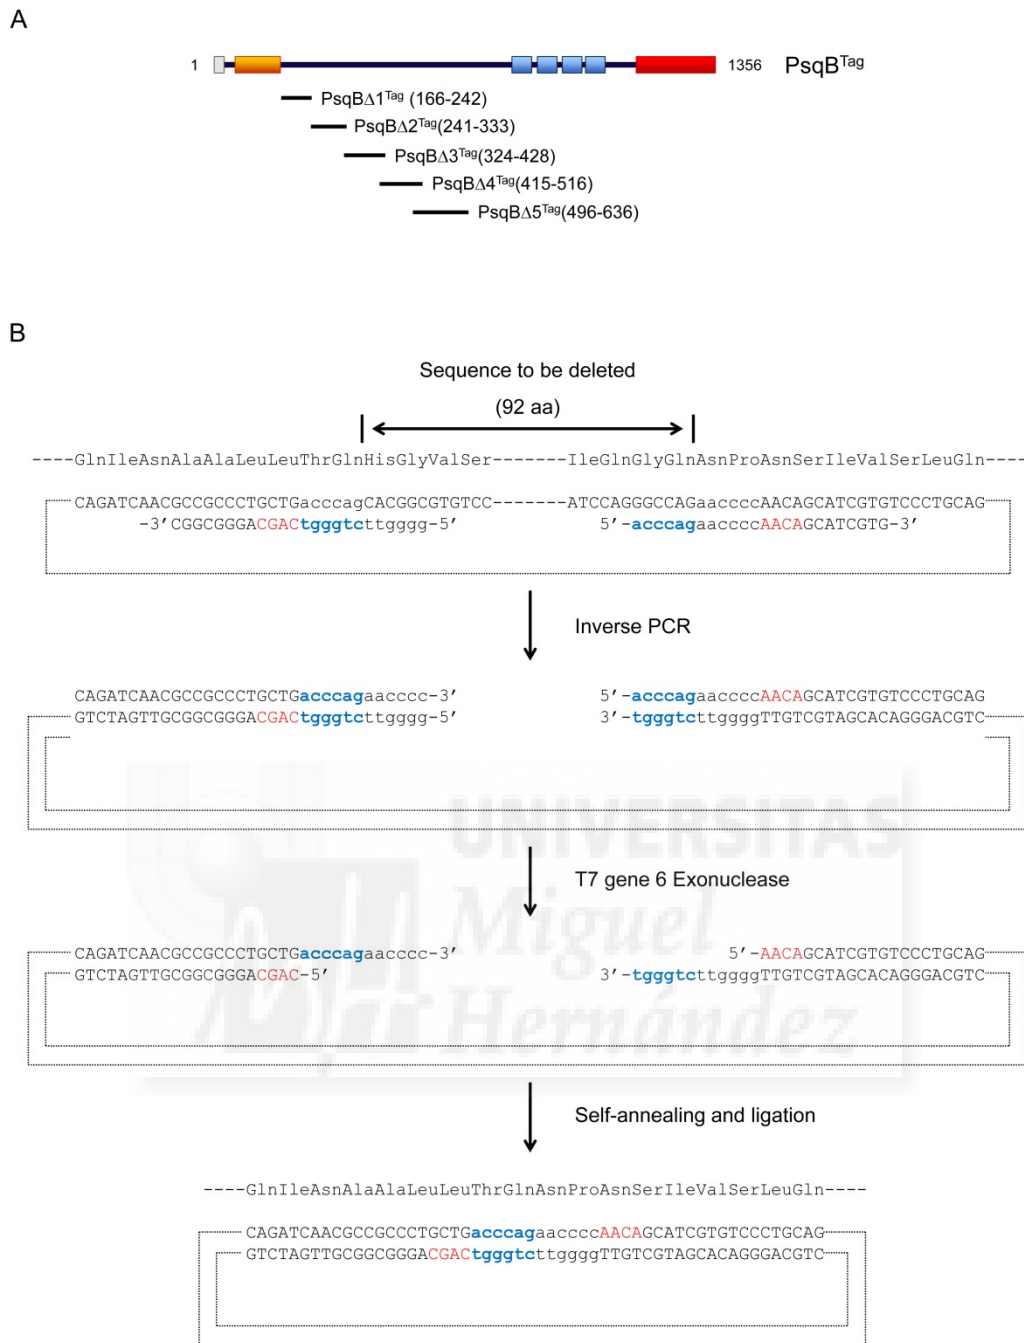 A
1 1356 PsqBTag
PsqBΔ1Tag (166-242)
PsqBΔ2Tag(241-333)
PsqBΔ3Tag(324-428)
PsqBΔ4Tag(415-516)
PsqBΔ5Tag(496-636)
B
Sequence to be deleted
(92 aa)
----GlnIleAsnAlaAlaLeuLeuThrGlnHisGlyValSer-------IleGlnGlyGlnAsnProAsnSerIleValSerLeuGln----
CAGATCAACGCCGCCCTGCTGacccagCACGGCGTGTCC-------ATCCAGGGCCAGaaccccAACAGCATCGTGTCCCTGCAG
-3’CGGCGGGACGACtgggtcttgggg-5’ 5’-acccagaaccccAACAGCATCGTG-3’
Inverse PCR
CAGATCAACGCCGCCCTGCTGacccagaacccc-3’ 5’-acccagaaccccAACAGCATCGTGTCCCTGCAG
GTCTAGTTGCGGCGGGACGACtgggtcttgggg-5’ 3’-tgggtcttggggTTGTCGTAGCACAGGGACGTC
UNIVERSITAS
Miguel
Hernández
T7 gene 6 Exonuclease
CAGATCAACGCCGCCCTGCTGacccagaacccc-3’ 5’-AACAGCATCGTGTCCCTGCAG
GTCTAGTTGCGGCGGGACGAC-5’ 3’-tgggtcttggggTTGTCGTAGCACAGGGACGTC
Self-annealing and ligation
----GlnIleAsnAlaAlaLeuLeuThrGlnAsnProAsnSerIleValSerLeuGln----
CAGATCAACGCCGCCCTGCTGacccagaaccccAACAGCATCGTGTCCCTGCAG
GTCTAGTTGCGGCGGGACGACtgggtcttggggTTGTCGTAGCACAGGGACGTC